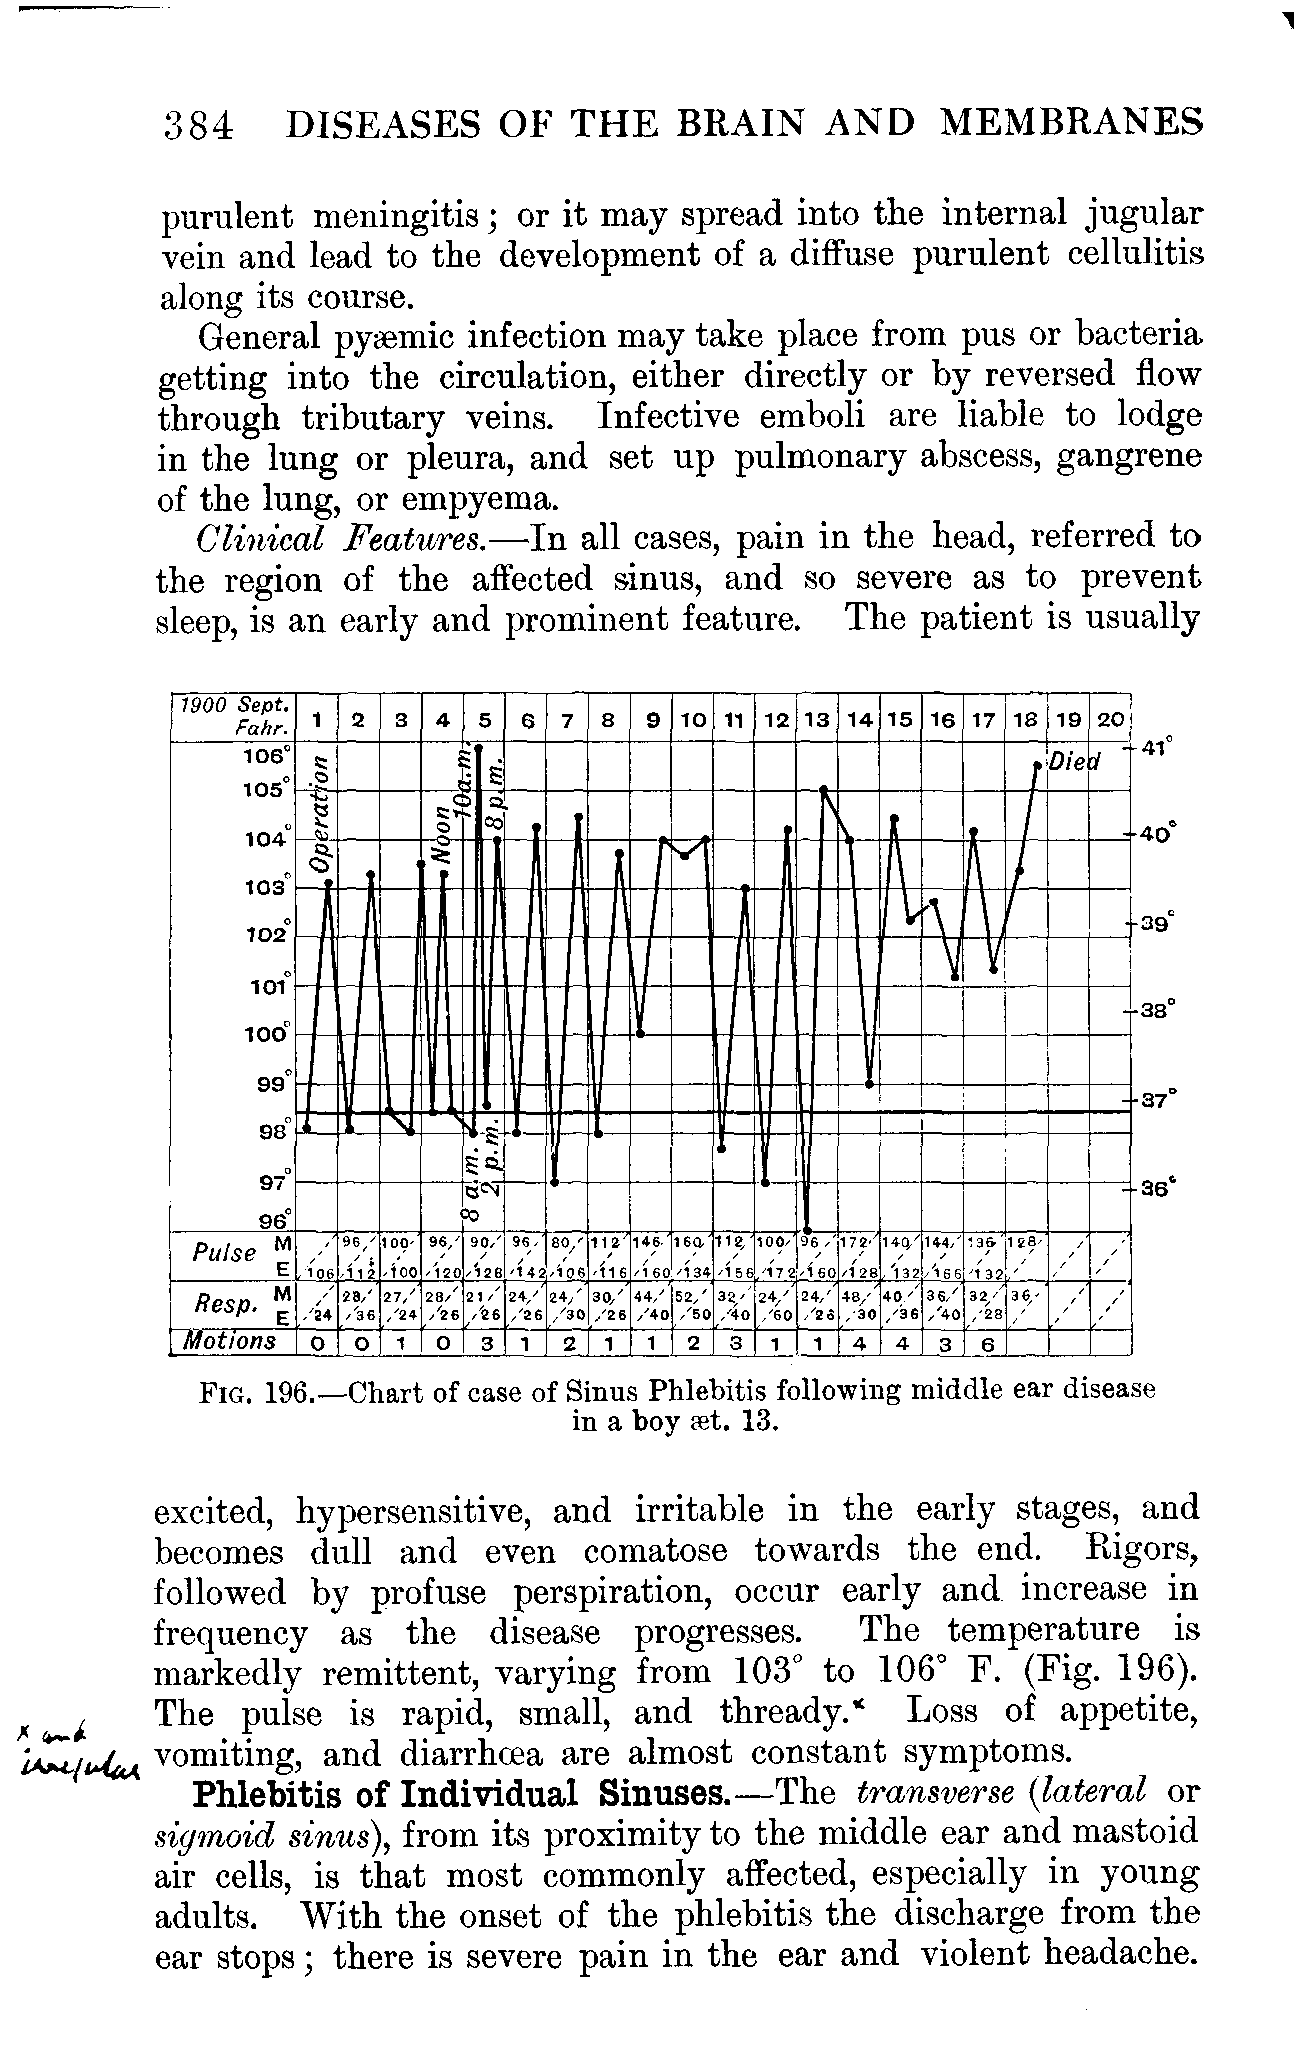 384 DISEASES OF THE BRAIN AND MEMBRANES
purulent meningitis; or it may spread into the internal jugular
vein and lead to the development of a diffuse purulent cellulitis
along its course.
General pyæmic infection may take place from pus or bacteria
getting into the circulation, either directly or by reversed flow
through tributary veins. Infective emboli are liable to lodge
in the lung or pleura, and set up pulmonary abscess, gangrene
of the lung, or empyema.
Clinical Features.—In all cases, pain in the head, referred to
the region of the affected sinus, and so severe as to prevent
sleep, is an early and prominent feature. The patient is usually
1900 Sept.
Fahr. 1 2 3 4 5 6 7 8 9 10 11 12 13 14 15 16 17 18 19 20
106° 41°
Operation Noon 10 a.m. 8 p.m. Died
105°
104° 40°
103°
102° 39°
101°
100° 38°
99°
98° 37°
8 a.m. 2 p.m.
97° 36°
96°
Pulse M 96 100 96 90 96 80 112 146 160 112 100 96 172 140 144 136 128
E 106 112 100 120 128 142 106 116 160 134 156 172 160 128 132 166 132
Resp. M 28 27 28 21 24 24 30 44 52 32 24 24 48 40 36 32 36
E 24 36 24 26 26 26 30 26 40 50 40 60 28 30 36 40 28
Motions 0 0 1 0 3 1 2 1 1 2 3 1 1 4 4 3 6
FIG. 196.—Chart of case of Sinus Phlebitis following middle ear disease
in a boy æt. 13.
excited, hypersensitive, and irritable in the early stages, and
becomes dull and even comatose towards the end. Rigors,
followed by profuse perspiration, occur early and increase in
frequency as the disease progresses. The temperature is
markedly remittent, varying from 103° to 106° F. (Fig. 196).
The pulse is rapid, small, and thready.x Loss of appetite,
x and
irregular
vomiting, and diarrhœa are almost constant symptoms.
Phlebitis of Individual Sinuses.—The transverse (lateral or
sigmoid sinus), from its proximity to the middle ear and mastoid
air cells, is that most commonly affected, especially in young
adults. With the onset of the phlebitis the discharge from the
ear stops; there is severe pain in the ear and violent headache.